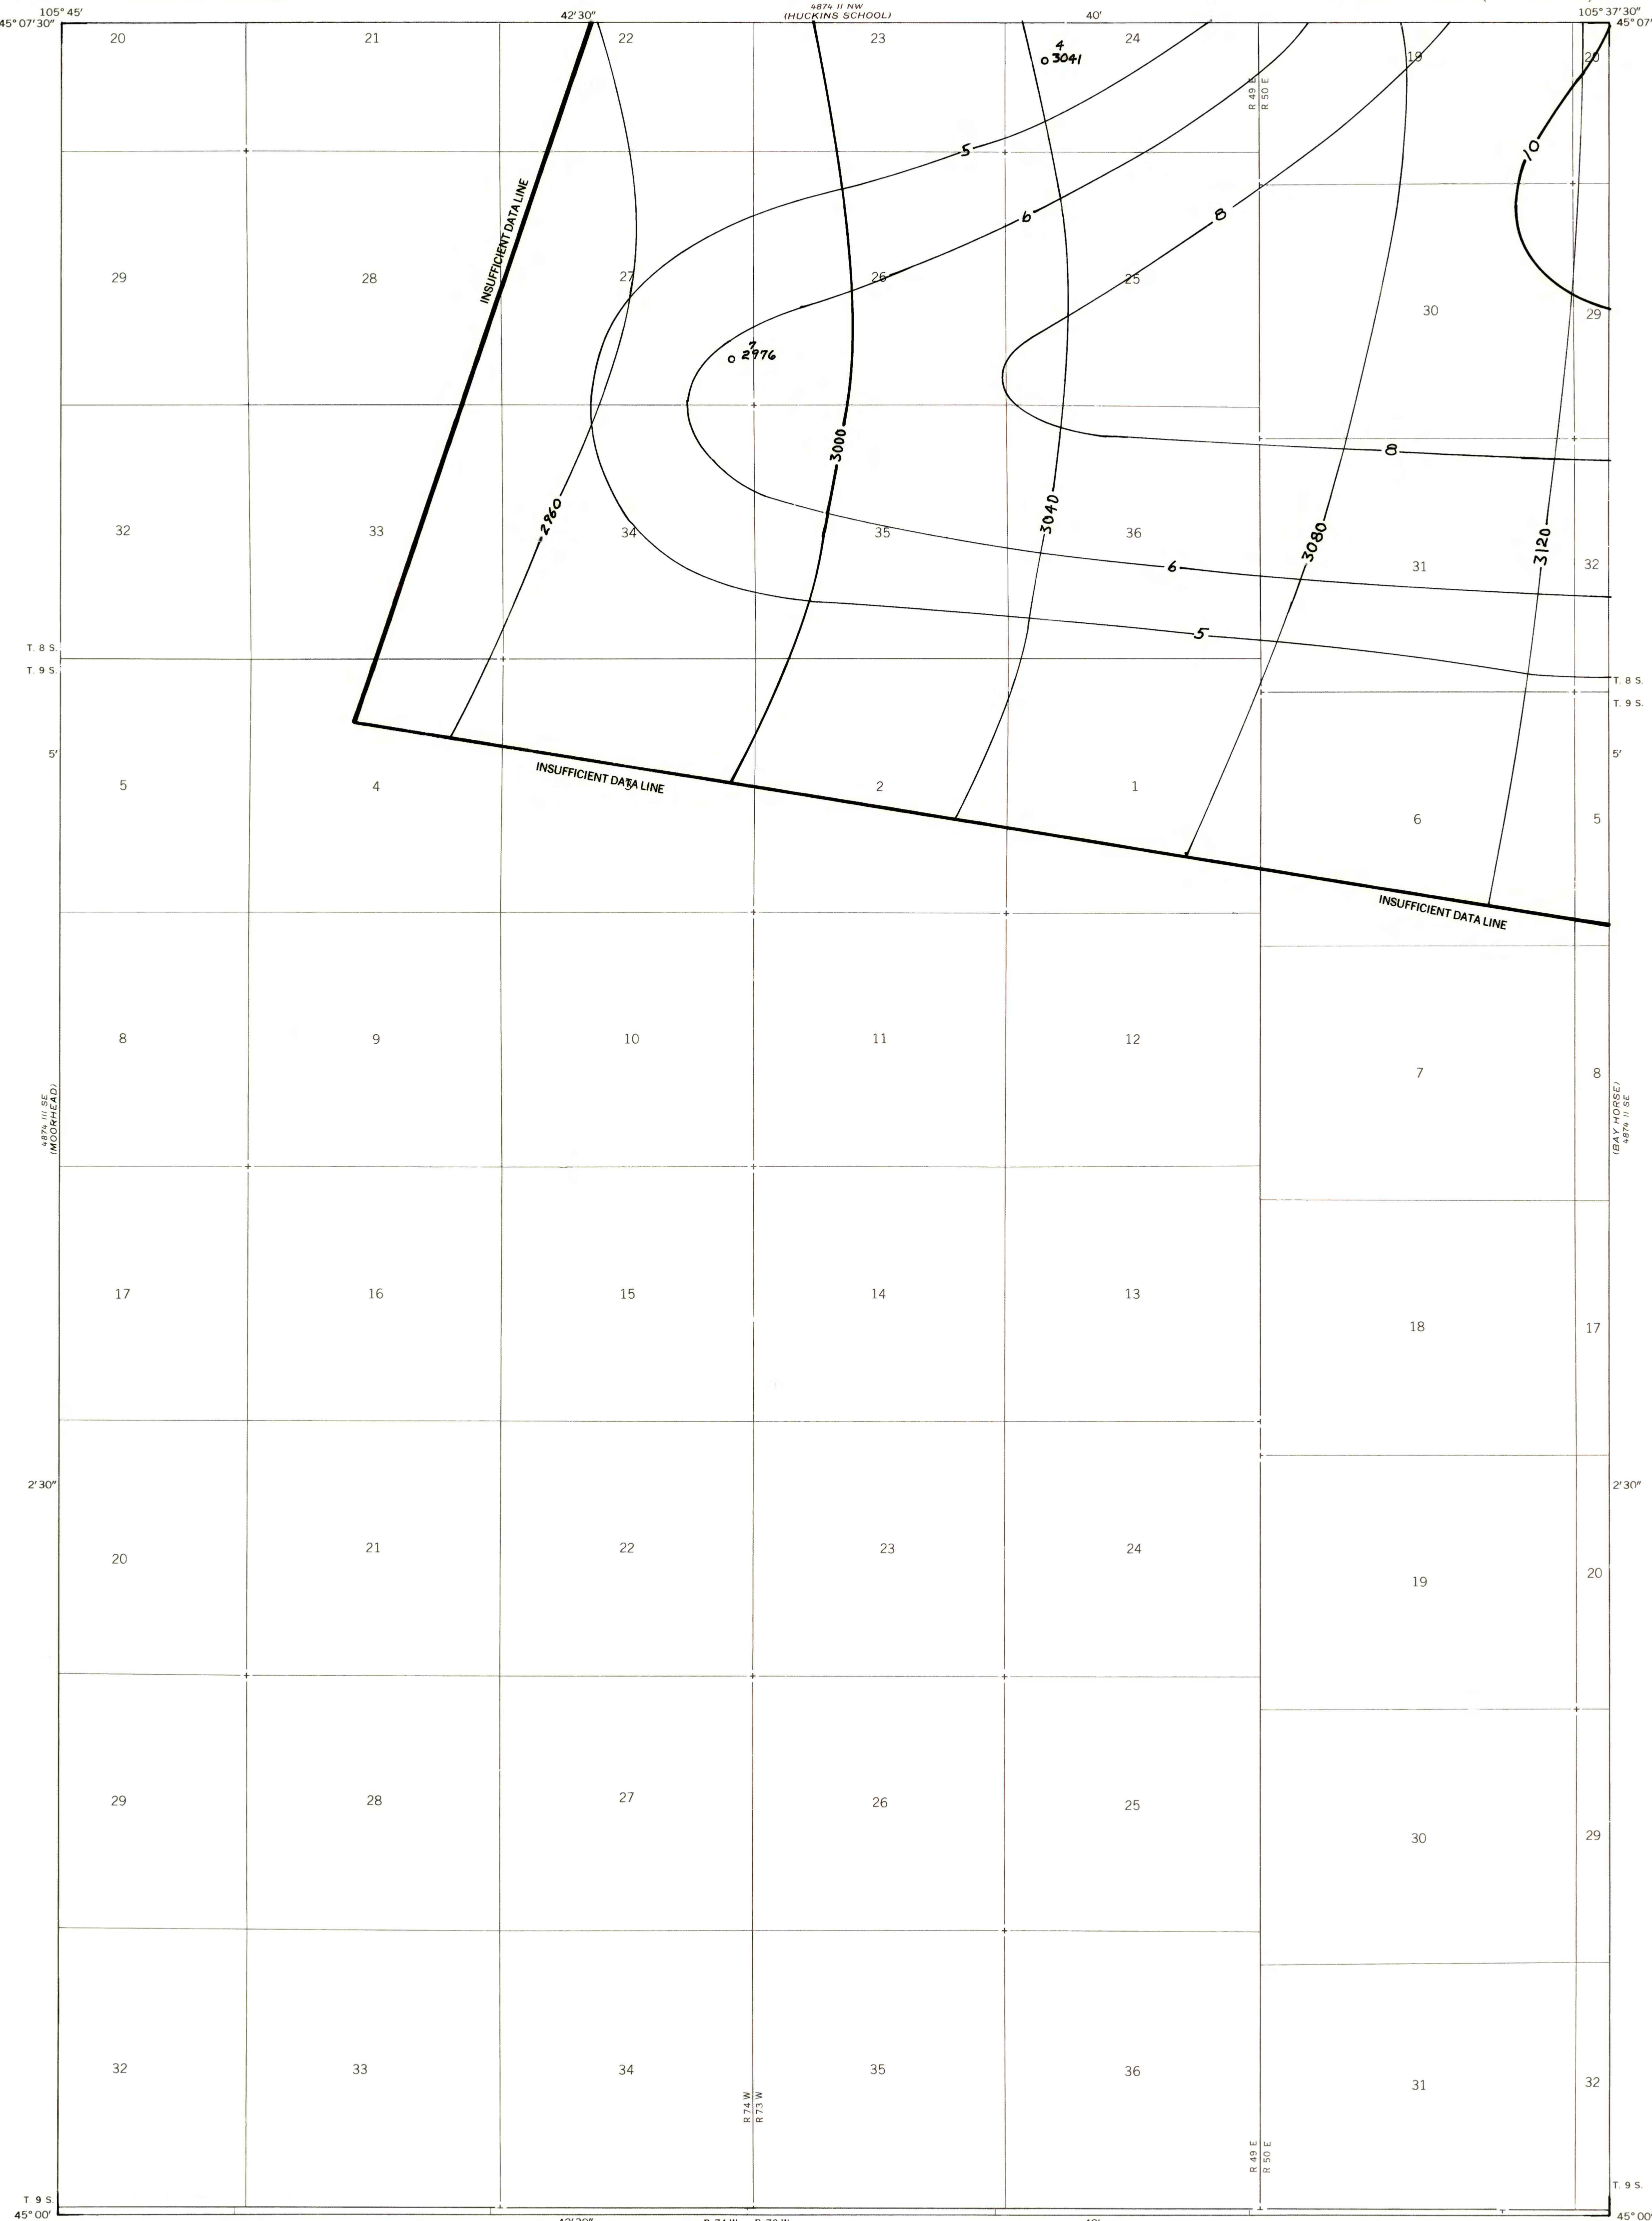 4874 II NW
105° 45' 42'30" (HUCKINS SCHOOL) 40' 105° 37'30"
45° 07'30" 45° 07'
20 21 22 23 24 19 20
4
3041
R 49 E
R 50 E
5
10
INSUFFICIENT DATA LINE
6 8
29 28 27 26 25 30 29
7
2976
3000
8
2960
3040
3080
3120
32 33 34 35 36 31 32
6
5
T. 8 S.
T. 9 S.
T. 8 S.
T. 9 S.
5' 5'
INSUFFICIENT DATA LINE
5 4 3 2 1 6 5
INSUFFICIENT DATA LINE
8 9 10 11 12 7 8
4874 III SE
(MOORHEAD)
(BAY HORSE)
4874 II SE
17 16 15 14 13 18 17
2'30" 2'30"
20 21 22 23 24 19 20
29 28 27 26 25 30 29
32 33 34 35 36 31 32
R 74 W
R 73 W
R 49 E
R 50 E
T 9 S. T. 9 S.
45° 00' 45° 00'